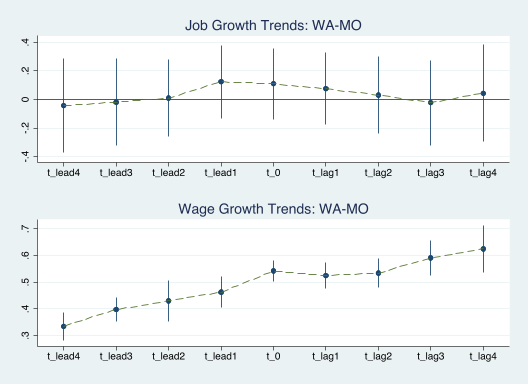 Job Growth Trends: WA-MO
.4
.2
0
-.2
-.4
t_lead4 t_lead3 t_lead2 t_lead1 t_0 t_lag1 t_lag2 t_lag3 t_lag4
Wage Growth Trends: WA-MO
.7
.6
.5
.4
.3
t_lead4 t_lead3 t_lead2 t_lead1 t_0 t_lag1 t_lag2 t_lag3 t_lag4